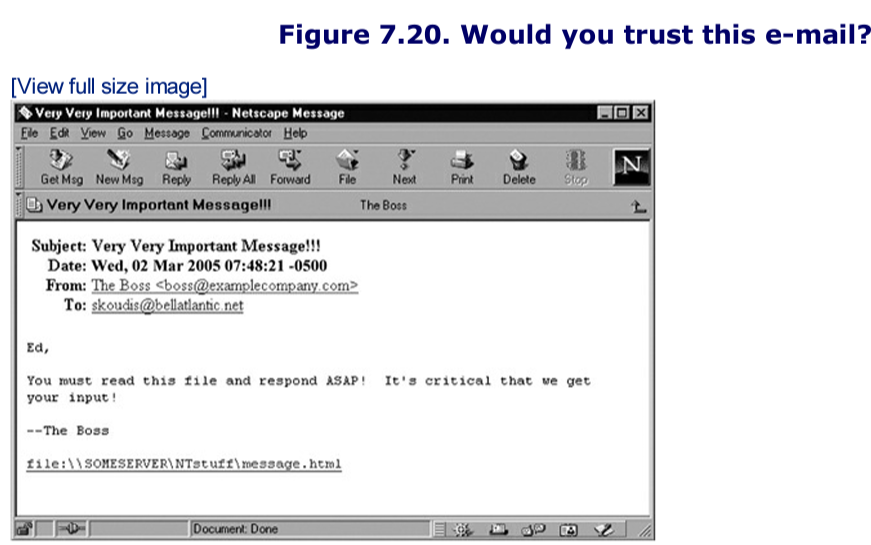 Figure 7.20. Would you trust this e-mail?
[View full size image]
Very Very Important Message!!! - Netscape Message
File Edit View Go Message Communicator Help
Get Msg New Msg Reply Reply All Forward File Next Print Delete Stop
N
Very Very Important Message!!! The Boss
Subject: Very Very Important Message!!!
Date: Wed, 02 Mar 2005 07:48:21 -0500
From: The Boss <boss@examplecompany.com>
To: skoudis@bellatlantic.net
Ed,
You must read this file and respond ASAP! It's critical that we get
your input!
--The Boss
file:\\SOMESERVER\NTstuff\message.html
Document: Done